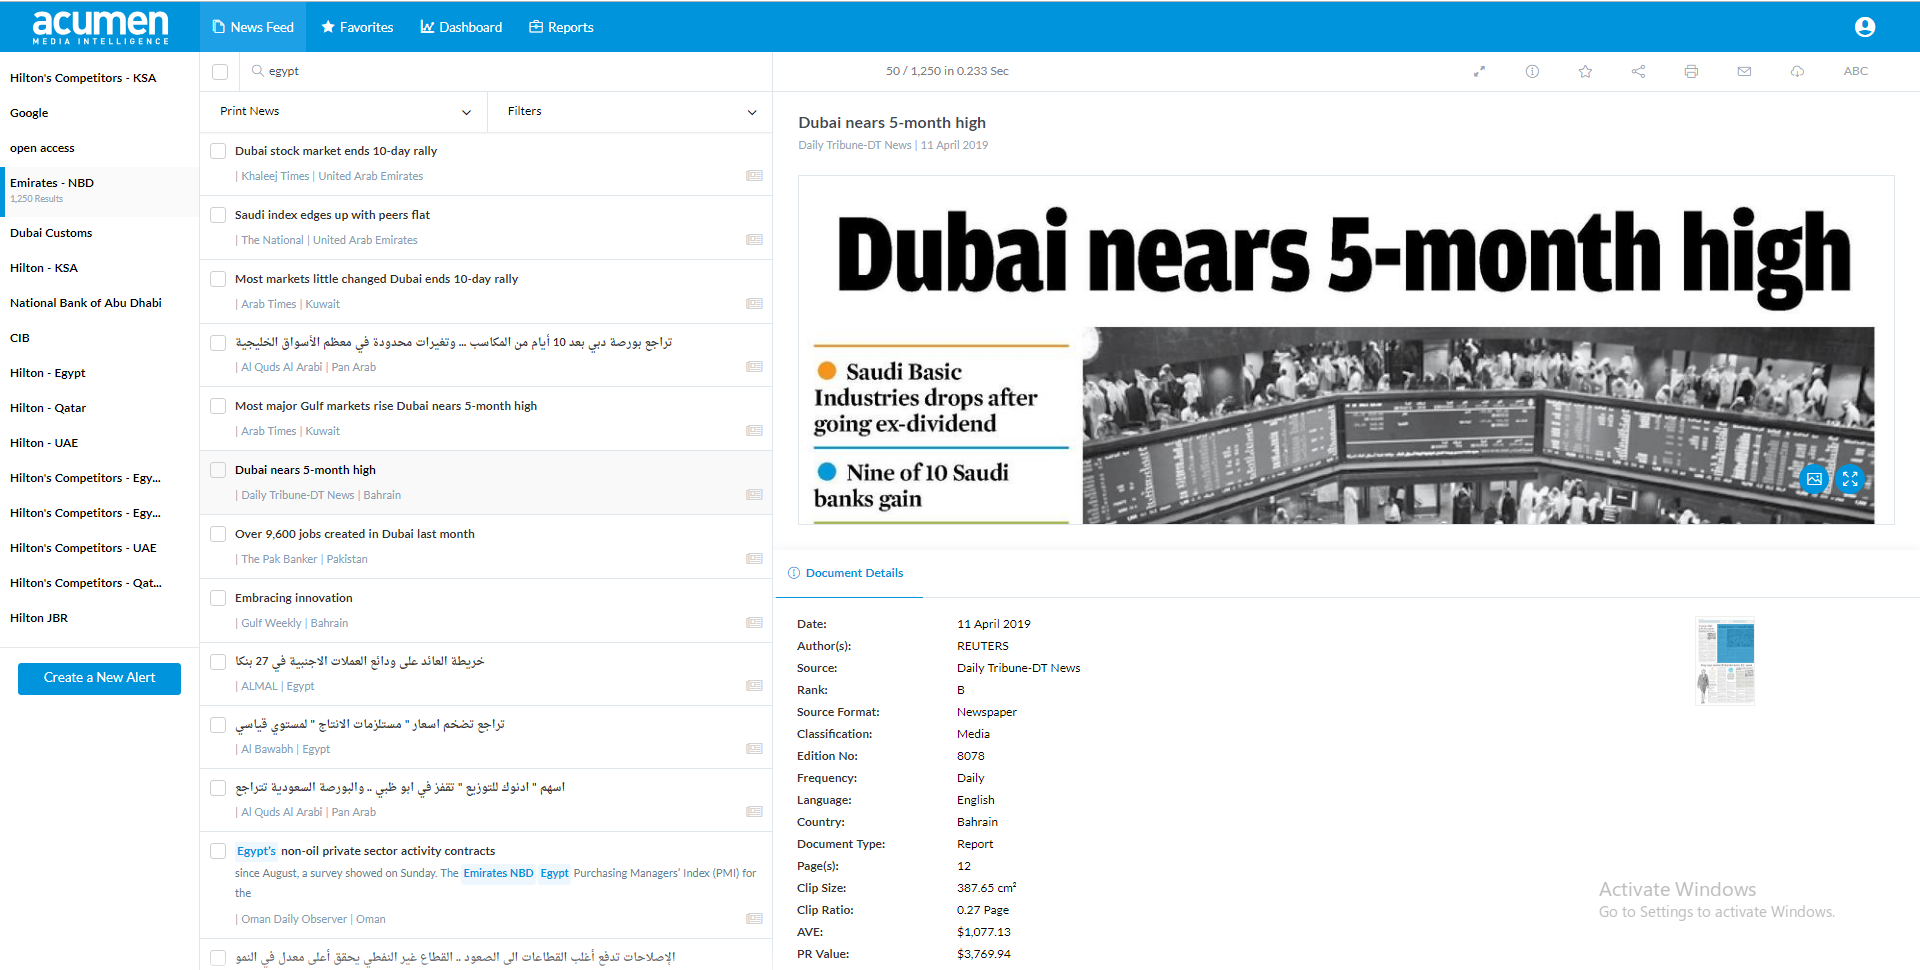 acumen
MEDIA INTELLIGENCE
News Feed
Favorites
Dashboard
Reports
Hilton's Competitors - KSA
Google
open access
Emirates - NBD
1,250 Results
Dubai Customs
Hilton - KSA
National Bank of Abu Dhabi
CIB
Hilton - Egypt
Hilton - Qatar
Hilton - UAE
Hilton's Competitors - Egy...
Hilton's Competitors - Egy...
Hilton's Competitors - UAE
Hilton's Competitors - Qat...
Hilton JBR
Create a New Alert
egypt
Print News
Filters
Dubai stock market ends 10-day rally
| Khaleej Times | United Arab Emirates
Saudi index edges up with peers flat
| The National | United Arab Emirates
Most markets little changed Dubai ends 10-day rally
| Arab Times | Kuwait
تراجع بورصة دبي بعد 10 أيام من المكاسب ... وتغيرات محدودة في معظم الأسواق الخليجية
| Al Quds Al Arabi | Pan Arab
Most major Gulf markets rise Dubai nears 5-month high
| Arab Times | Kuwait
Dubai nears 5-month high
| Daily Tribune-DT News | Bahrain
Over 9,600 jobs created in Dubai last month
| The Pak Banker | Pakistan
Embracing innovation
| Gulf Weekly | Bahrain
خريطة العائد على ودائع العملات الاجنبية في 27 بنكا
| ALMAL | Egypt
تراجع تضخم اسعار " مستلزمات الانتاج " لمستوي قياسي
| Al Bawabh | Egypt
اسهم " ادنوك للتوزيع " تقفز في ابو ظبي .. والبورصة السعودية تتراجع
| Al Quds Al Arabi | Pan Arab
Egypt's non-oil private sector activity contracts
since August, a survey showed on Sunday. The Emirates NBD Egypt Purchasing Managers' Index (PMI) for
the
| Oman Daily Observer | Oman
الإصلاحات تدفع أغلب القطاعات الى الصعود .. القطاع غير النفطي يحقق أعلى معدل في النمو
50 / 1,250 in 0.233 Sec
ABC
Dubai nears 5-month high
Daily Tribune-DT News | 11 April 2019
Dubai nears 5-month high
Saudi Basic
Industries drops after
going ex-dividend
Nine of 10 Saudi
banks gain
Document Details
Date: 11 April 2019
Author(s): REUTERS
Source: Daily Tribune-DT News
Rank: B
Source Format: Newspaper
Classification: Media
Edition No: 8078
Frequency: Daily
Language: English
Country: Bahrain
Document Type: Report
Page(s): 12
Clip Size: 387.65 cm²
Clip Ratio: 0.27 Page
AVE: $1,077.13
PR Value: $3,769.94
Activate Windows
Go to Settings to activate Windows.